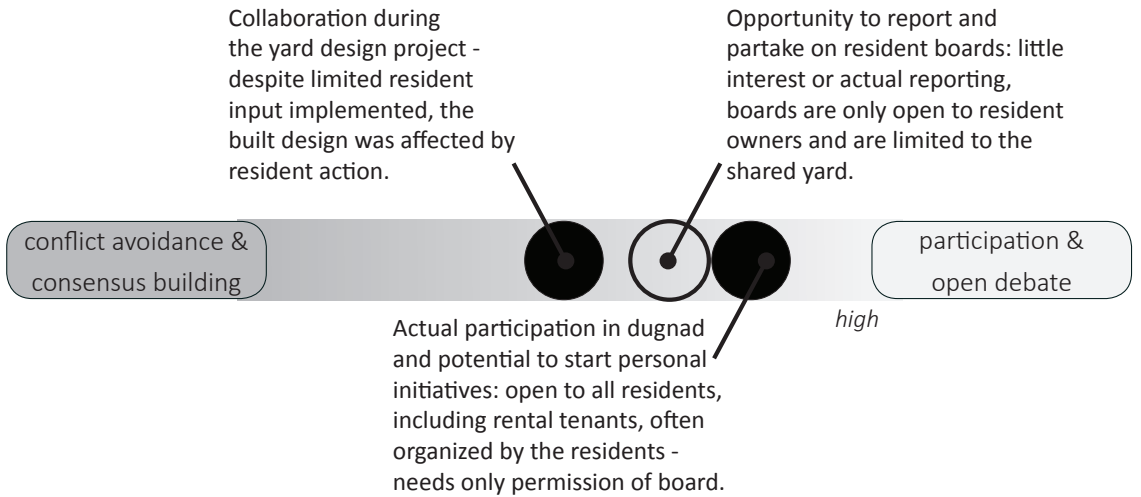 Collaboration during
the yard design project -
despite limited resident
input implemented, the
built design was affected by
resident action.
Opportunity to report and
partake on resident boards: little
interest or actual reporting,
boards are only open to resident
owners and are limited to the
shared yard.
conflict avoidance &
consensus building
participation &
open debate
high
Actual participation in dugnad
and potential to start personal
initiatives: open to all residents,
including rental tenants, often
organized by the residents -
needs only permission of board.